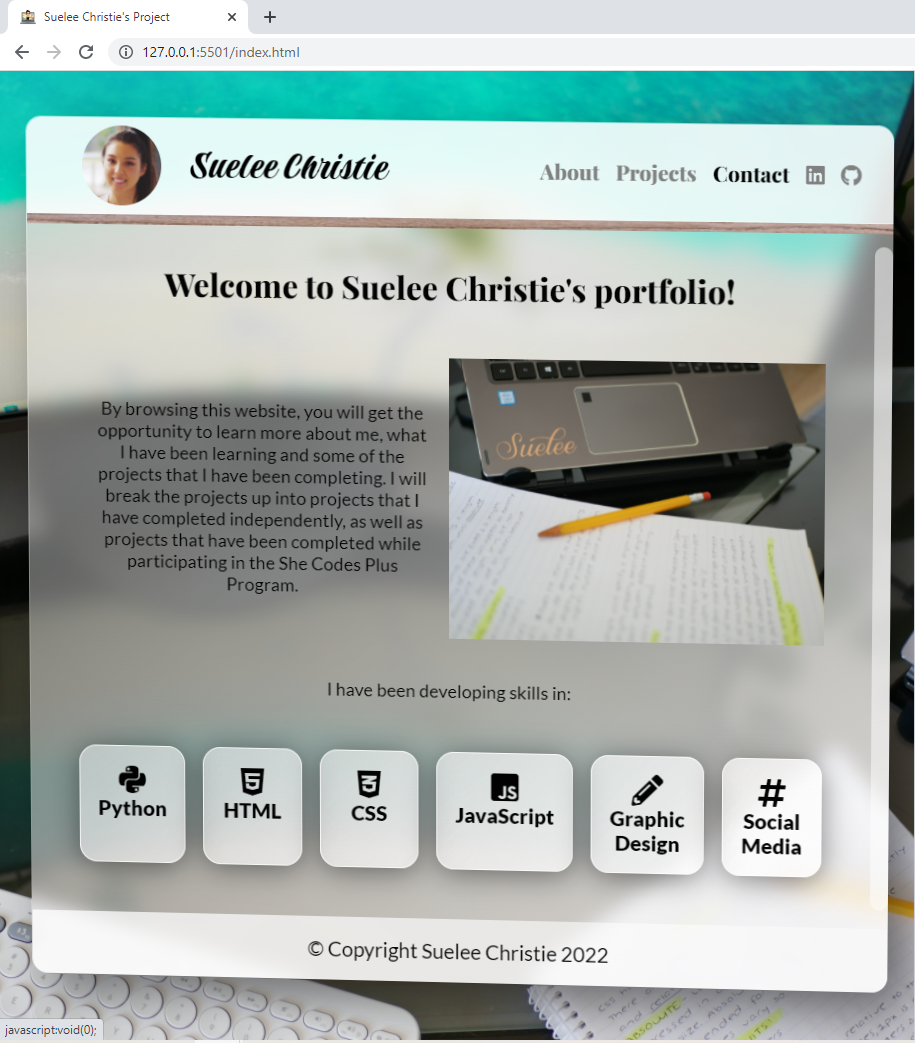 Suelee Christie's Project
127.0.0.1:5501/index.html
Suelee Christie
About Projects Contact
Welcome to Suelee Christie's portfolio!
By browsing this website, you will get the
opportunity to learn more about me, what
I have been learning and some of the
projects that I have been completing. I will
break the projects up into projects that I
have completed independently, as well as
projects that have been completed while
participating in the She Codes Plus
Program.
Suelee
I have been developing skills in:
Python
HTML
CSS
JS
JavaScript
Graphic
Design
Social
Media
© Copyright Suelee Christie 2022
ABSOLUTE
javascript:void(0);